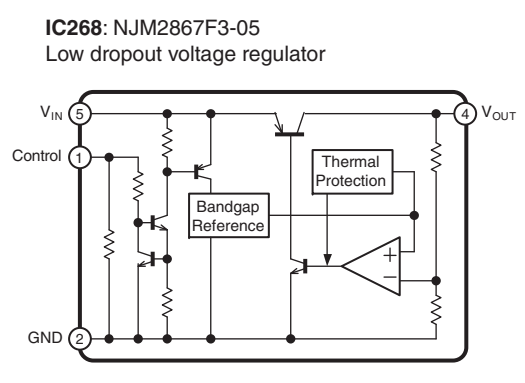 IC268: NJM2867F3-05
Low dropout voltage regulator
VIN 5
4 VOUT
Control 1
Thermal
Protection
Bandgap
Reference
+
−
GND 2